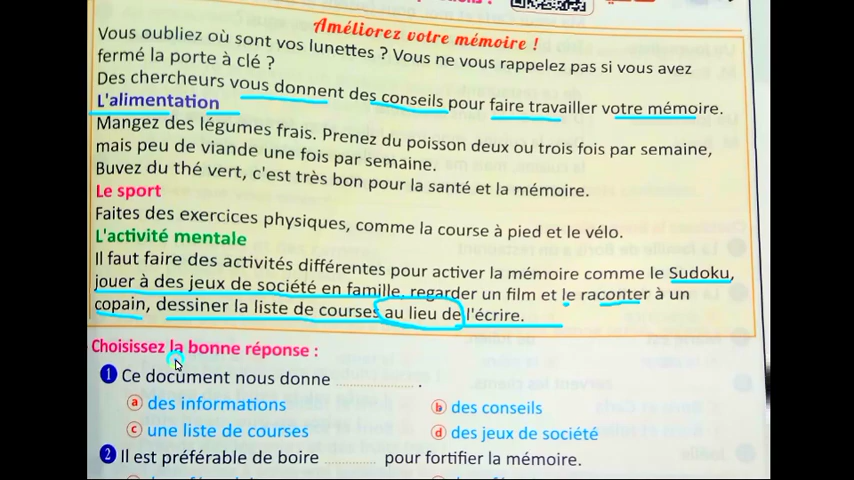 Améliorez votre mémoire !
Vous oubliez où sont vos lunettes ? Vous ne vous rappelez pas si vous avez
fermé la porte à clé ?
Des chercheurs vous donnent des conseils pour faire travailler votre mémoire.
L'alimentation
Mangez des légumes frais. Prenez du poisson deux ou trois fois par semaine,
mais peu de viande une fois par semaine.
Buvez du thé vert, c'est très bon pour la santé et la mémoire.
Le sport
Faites des exercices physiques, comme la course à pied et le vélo.
L'activité mentale
Il faut faire des activités différentes pour activer la mémoire comme le Sudoku,
jouer à des jeux de société en famille, regarder un film et le raconter à un
copain, dessiner la liste de courses au lieu de l'écrire.
Choisissez la bonne réponse :
1 Ce document nous donne .................... .
a des informations
b des conseils
c une liste de courses
d des jeux de société
2 Il est préférable de boire ............. pour fortifier la mémoire.